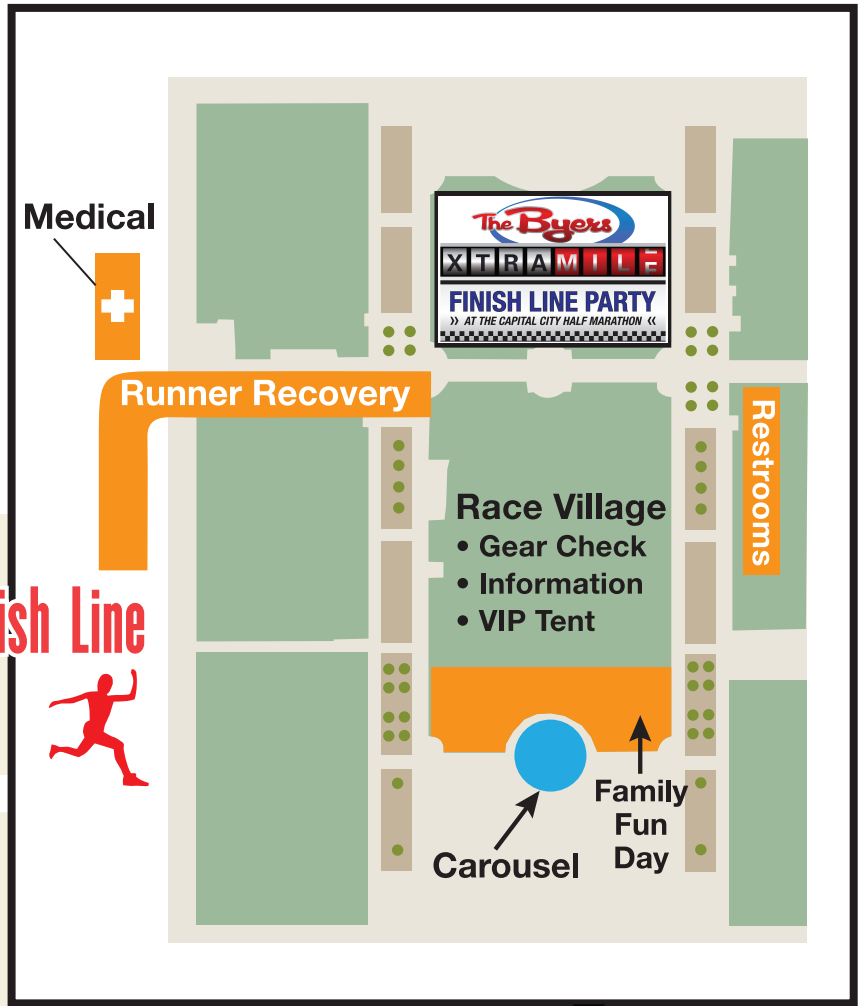 Medical
The Byers
XTRAMILE
FINISH LINE PARTY
» AT THE CAPITAL CITY HALF MARATHON «
Runner Recovery
Restrooms
Race Village
• Gear Check
• Information
• VIP Tent
ish Line
Family
Fun
Day
Carousel